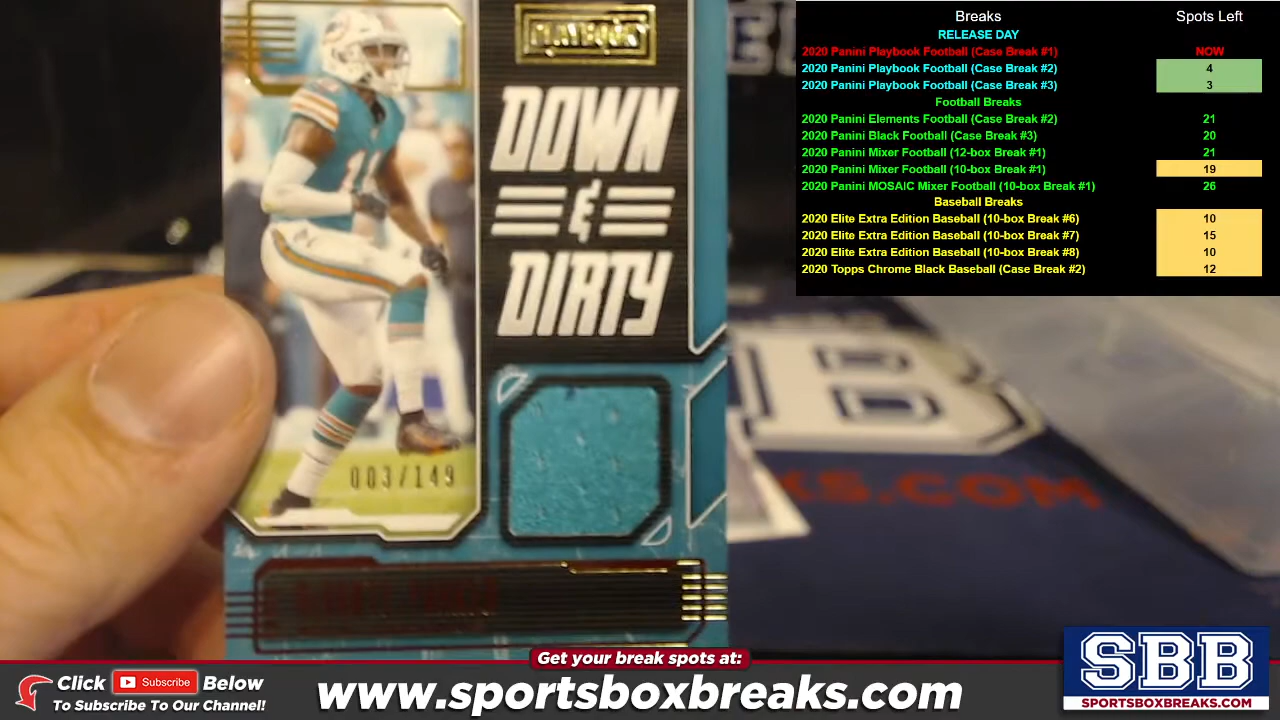 PLAYBOOK
DOWN
&
DIRTY
003/149
Breaks Spots Left
RELEASE DAY
2020 Panini Playbook Football (Case Break #1) NOW
2020 Panini Playbook Football (Case Break #2) 4
2020 Panini Playbook Football (Case Break #3) 3
Football Breaks
2020 Panini Elements Football (Case Break #2) 21
2020 Panini Black Football (Case Break #3) 20
2020 Panini Mixer Football (12-box Break #1) 21
2020 Panini Mixer Football (10-box Break #1) 19
2020 Panini MOSAIC Mixer Football (10-box Break #1) 26
Baseball Breaks
2020 Elite Extra Edition Baseball (10-box Break #6) 10
2020 Elite Extra Edition Baseball (10-box Break #7) 15
2020 Elite Extra Edition Baseball (10-box Break #8) 10
2020 Topps Chrome Black Baseball (Case Break #2) 12
KS.COM
Get your break spots at:
Click Subscribe Below
To Subscribe To Our Channel!
www.sportsboxbreaks.com
SBB
SPORTSBOXBREAKS.COM